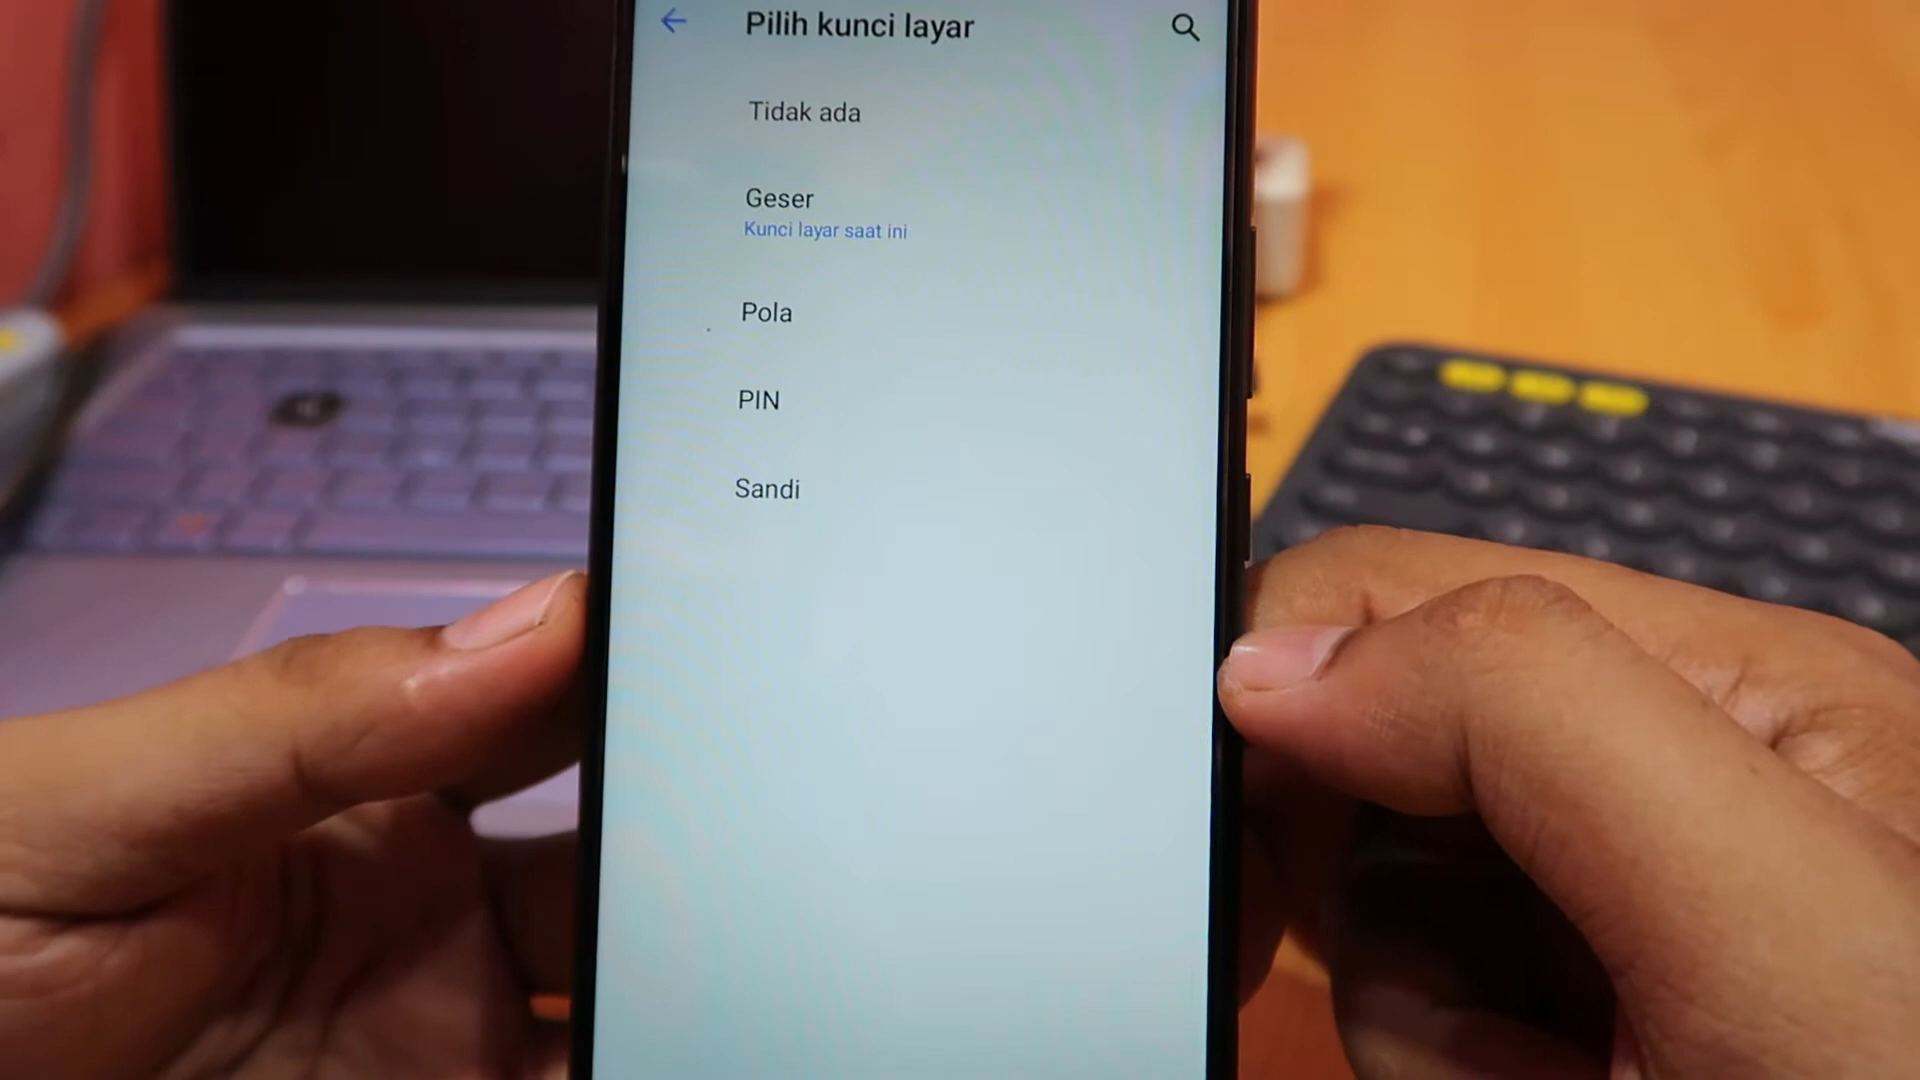 Pilih kunci layar
Tidak ada
Geser
Kunci layar saat ini
Pola
PIN
Sandi